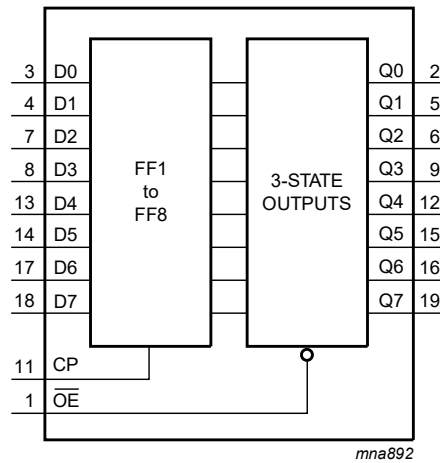 3 D0 Q0 2
4 D1 Q1 5
7 D2 Q2 6
8 D3 Q3 9
13 D4 Q4 12
14 D5 Q5 15
17 D6 Q6 16
18 D7 Q7 19
FF1
to
FF8
3-STATE
OUTPUTS
11 CP
1 O̅E̅
mna892